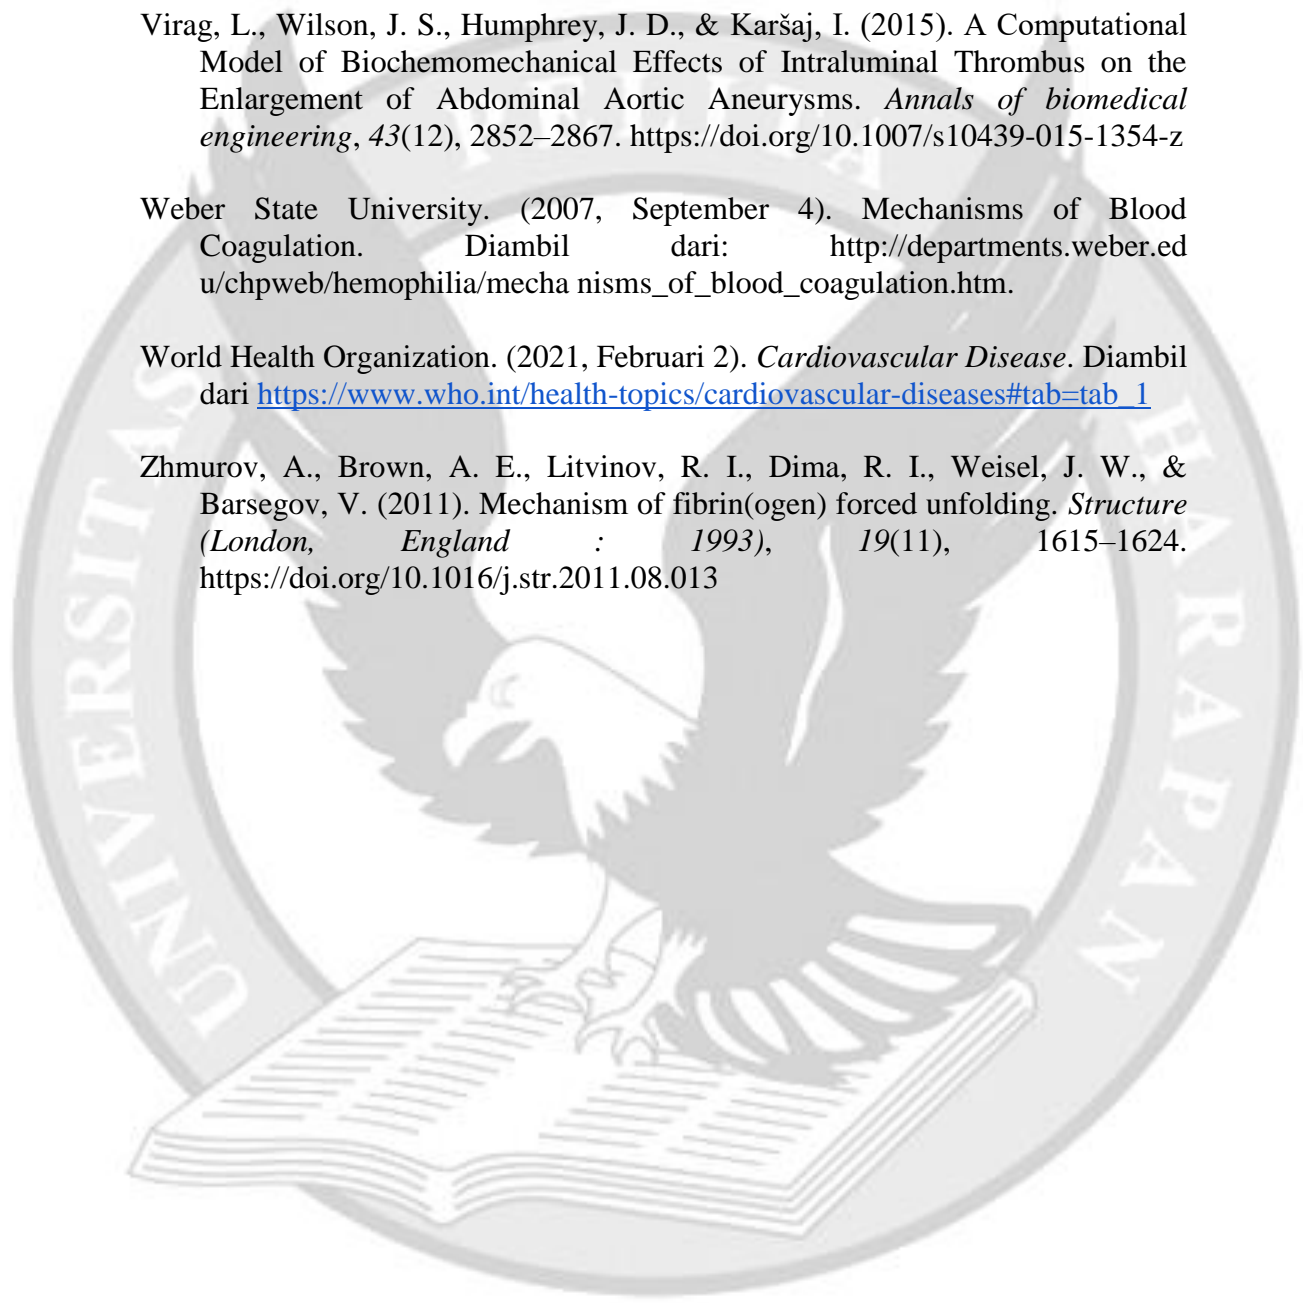 Virag, L., Wilson, J. S., Humphrey, J. D., & Karšaj, I. (2015). A Computational
Model of Biochemomechanical Effects of Intraluminal Thrombus on the
Enlargement of Abdominal Aortic Aneurysms. Annals of biomedical
engineering, 43(12), 2852–2867. https://doi.org/10.1007/s10439-015-1354-z
Weber State University. (2007, September 4). Mechanisms of Blood
Coagulation. Diambil dari: http://departments.weber.ed
u/chpweb/hemophilia/mecha nisms_of_blood_coagulation.htm.
World Health Organization. (2021, Februari 2). Cardiovascular Disease. Diambil
dari https://www.who.int/health-topics/cardiovascular-diseases#tab=tab_1
Zhmurov, A., Brown, A. E., Litvinov, R. I., Dima, R. I., Weisel, J. W., &
Barsegov, V. (2011). Mechanism of fibrin(ogen) forced unfolding. Structure
(London, England : 1993), 19(11), 1615–1624.
https://doi.org/10.1016/j.str.2011.08.013
UNIVERSITAS PELITA HARAPAN